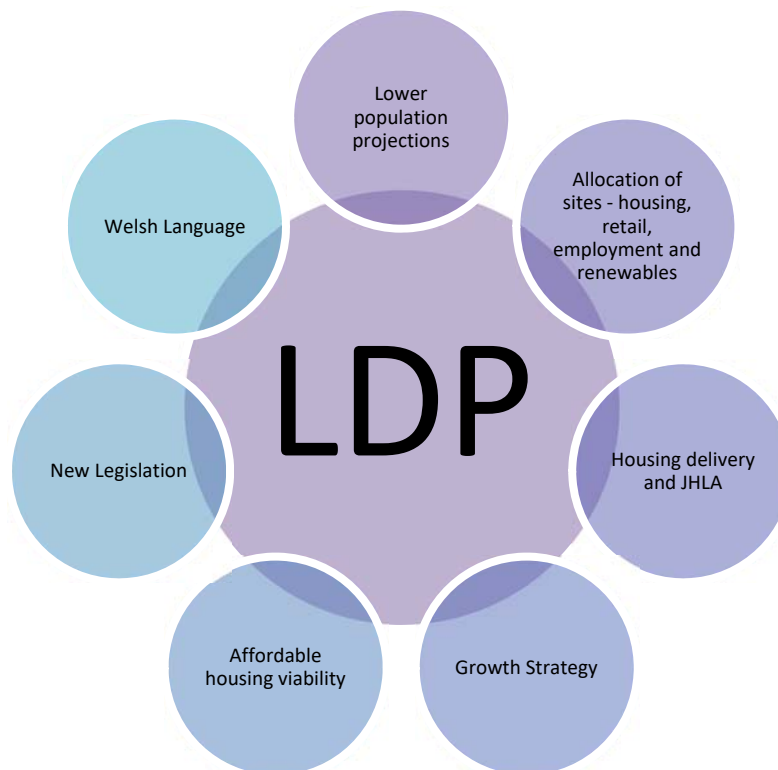 Lower
population
projections
Allocation of
sites - housing,
retail,
employment and
renewables
Housing delivery
and JHLA
Growth Strategy
Affordable
housing viability
New Legislation
Welsh Language
LDP